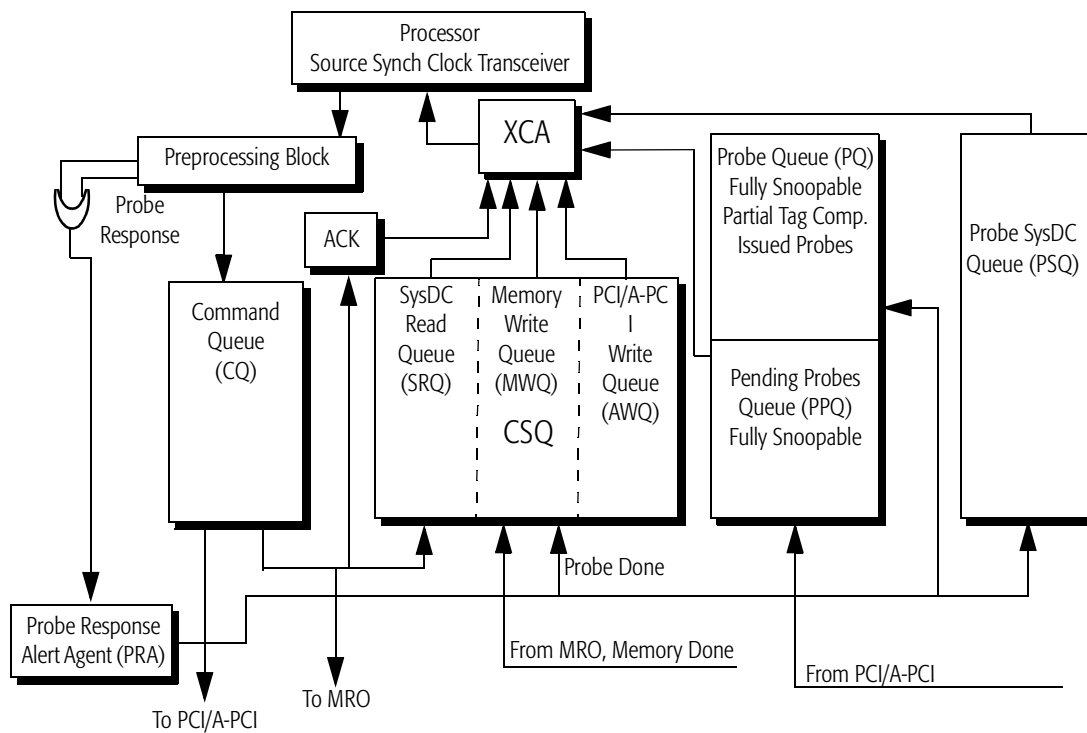 Processor
Source Synch Clock Transceiver
XCA
Preprocessing Block
Probe
Response
ACK
Probe Queue (PQ)
Fully Snoopable
Partial Tag Comp.
Issued Probes
Probe SysDC
Queue (PSQ)
Command
Queue
(CQ)
SysDC
Read
Queue
(SRQ)
Memory
Write
Queue
(MWQ)
CSQ
PCI/A-PC
I
Write
Queue
(AWQ)
Pending Probes
Queue (PPQ)
Fully Snoopable
Probe Done
Probe Response
Alert Agent (PRA)
From MRO, Memory Done
From PCI/A-PCI
To MRO
To PCI/A-PCI